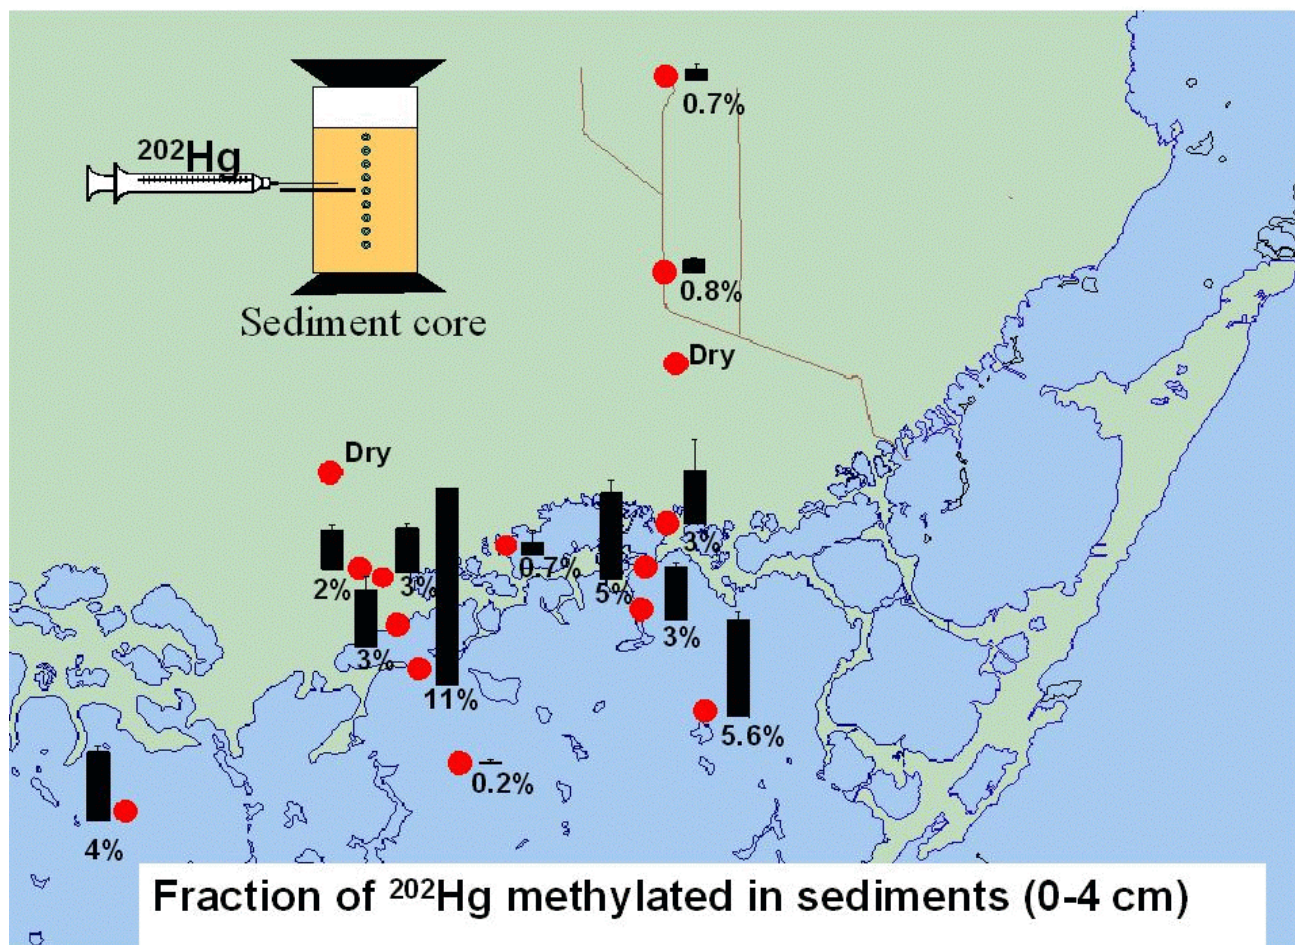 0.7%
²⁰²Hg
0.8%
Sediment core
Dry
Dry
2%
3%
0.7%
5%
3%
3%
3%
11%
5.6%
0.2%
4%
Fraction of ²⁰²Hg methylated in sediments (0-4 cm)